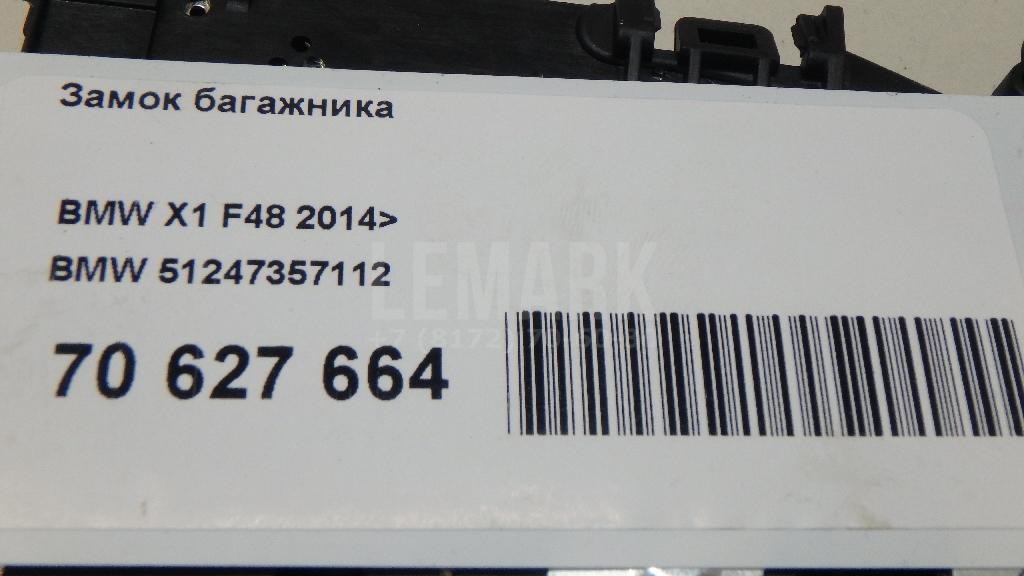 Замок багажника
BMW X1 F48 2014>
BMW 51247357112
LEMARK
70 627 664